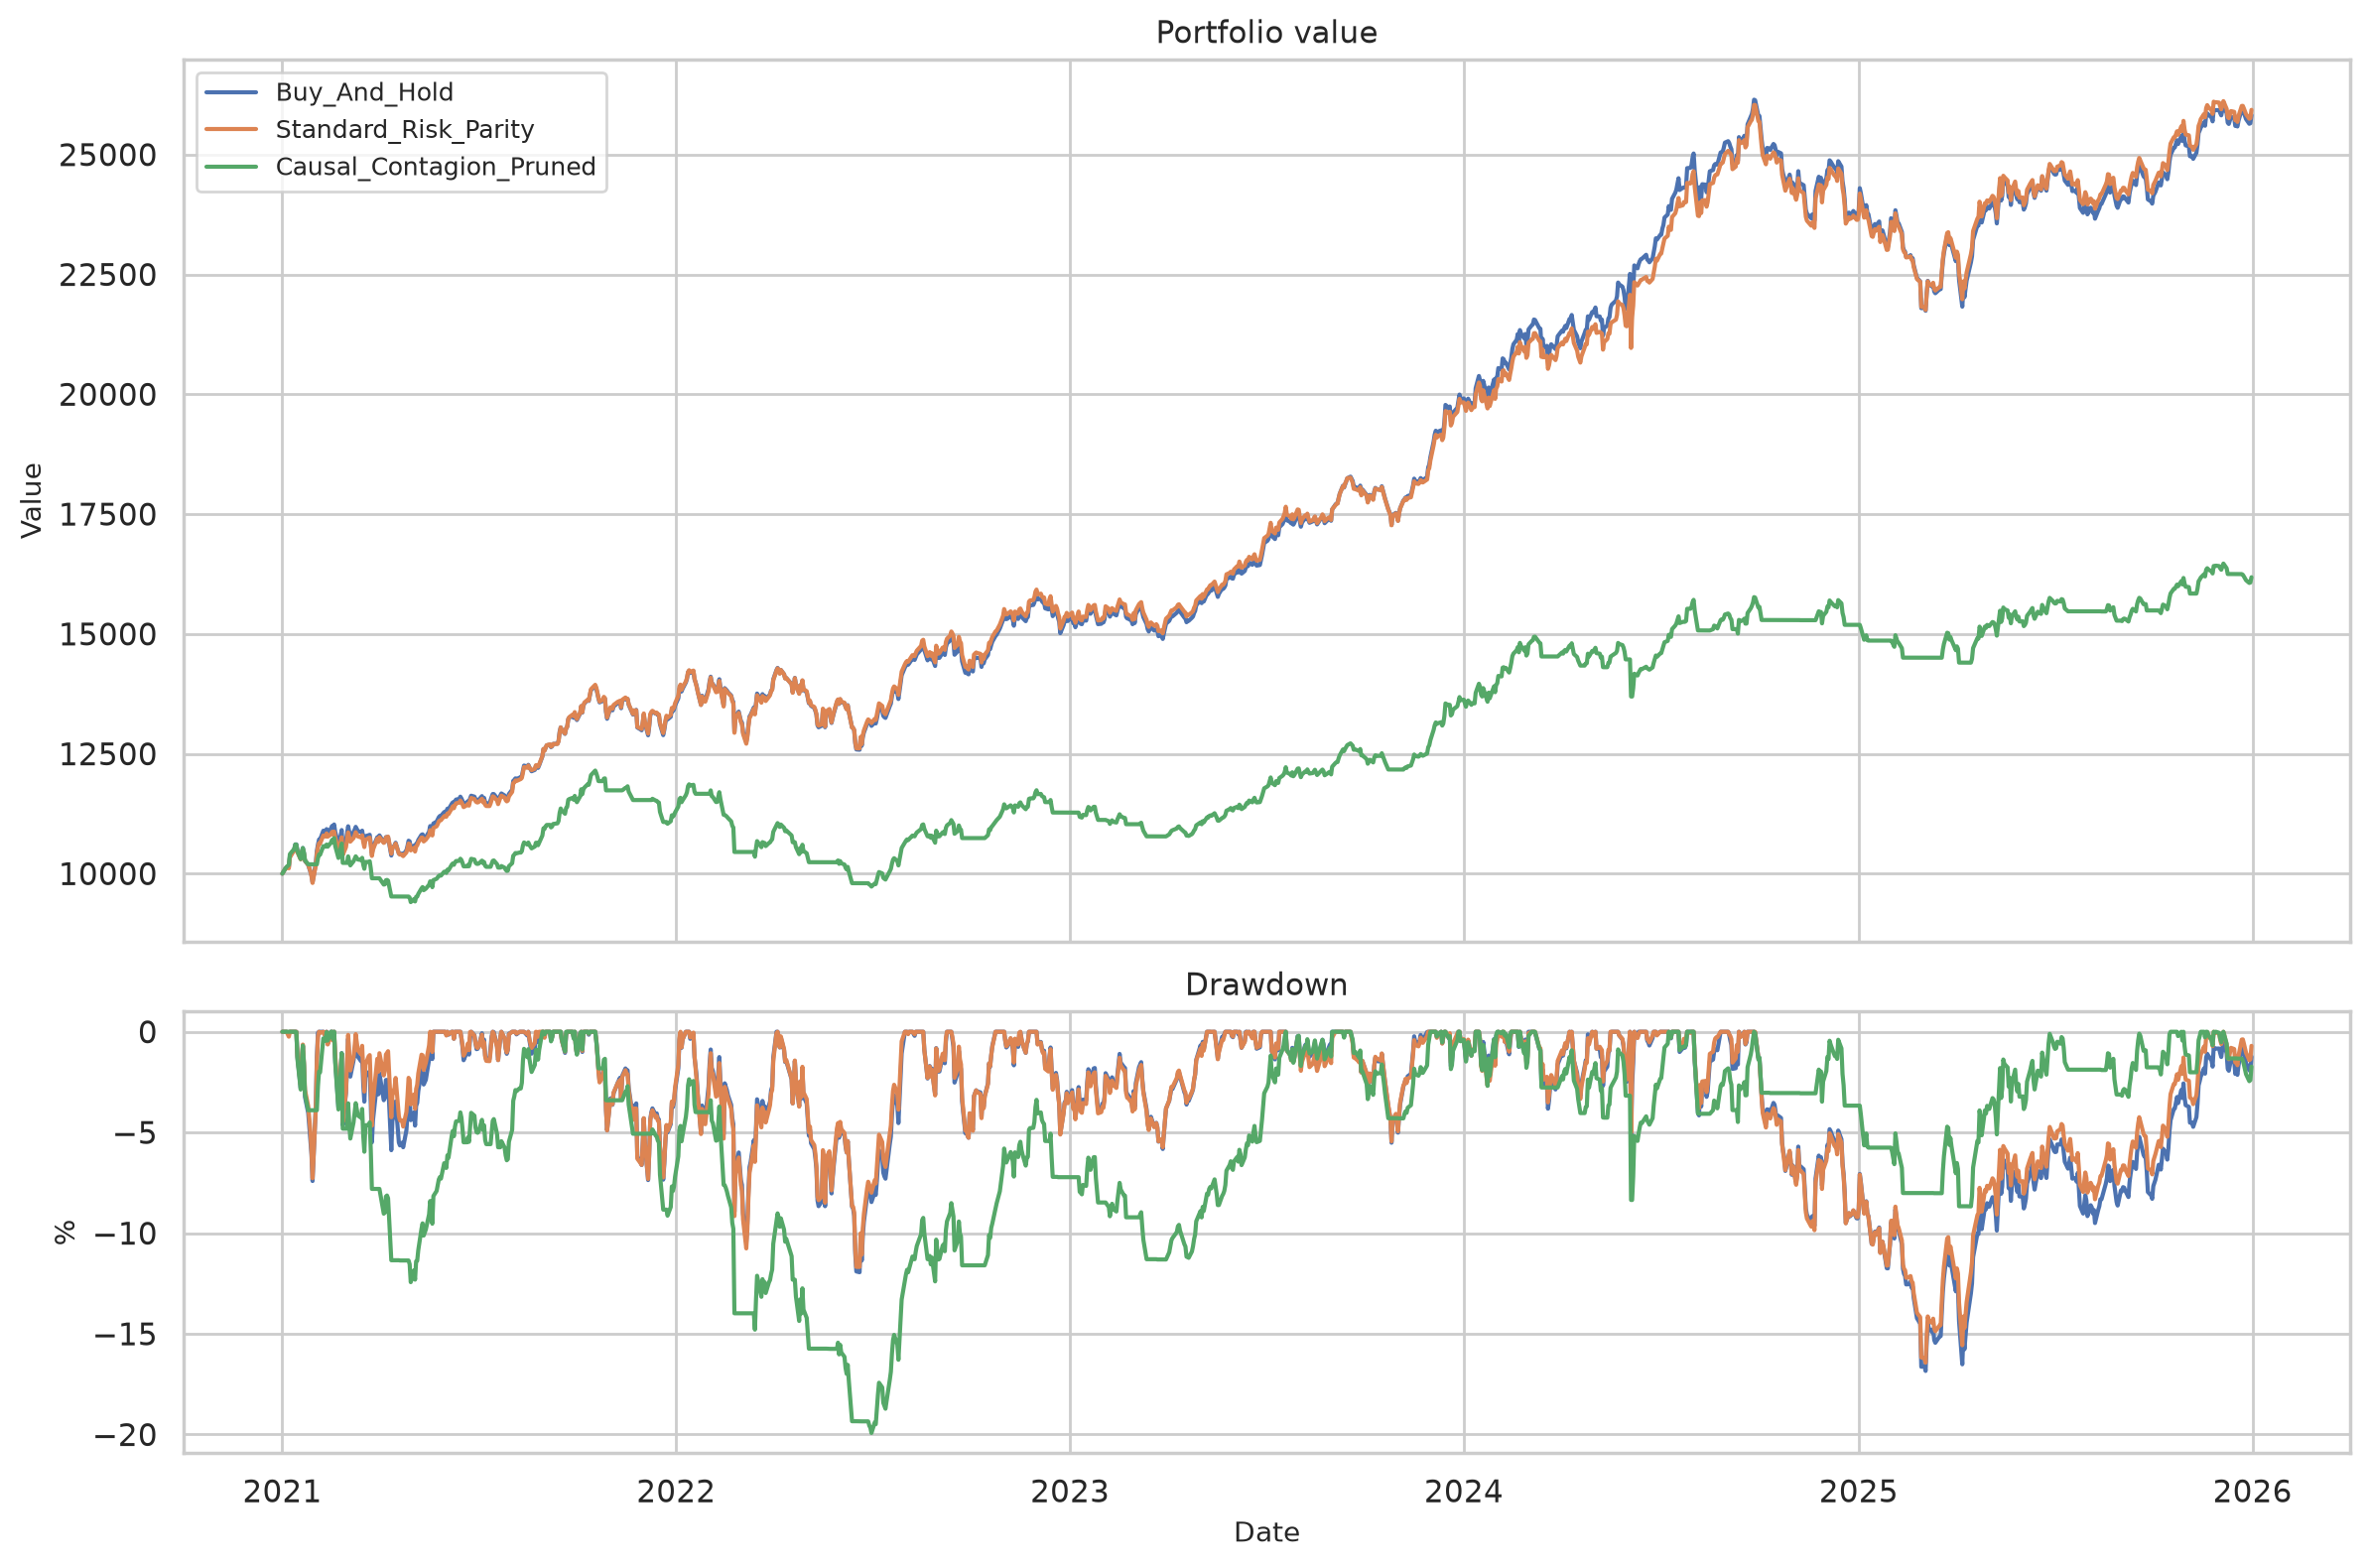 Portfolio value
Buy_And_Hold
Standard_Risk_Parity
Causal_Contagion_Pruned
25000
22500
20000
17500
15000
12500
10000
Value
Drawdown
0
−5
−10
−15
−20
%
2021 2022 2023 2024 2025 2026
Date